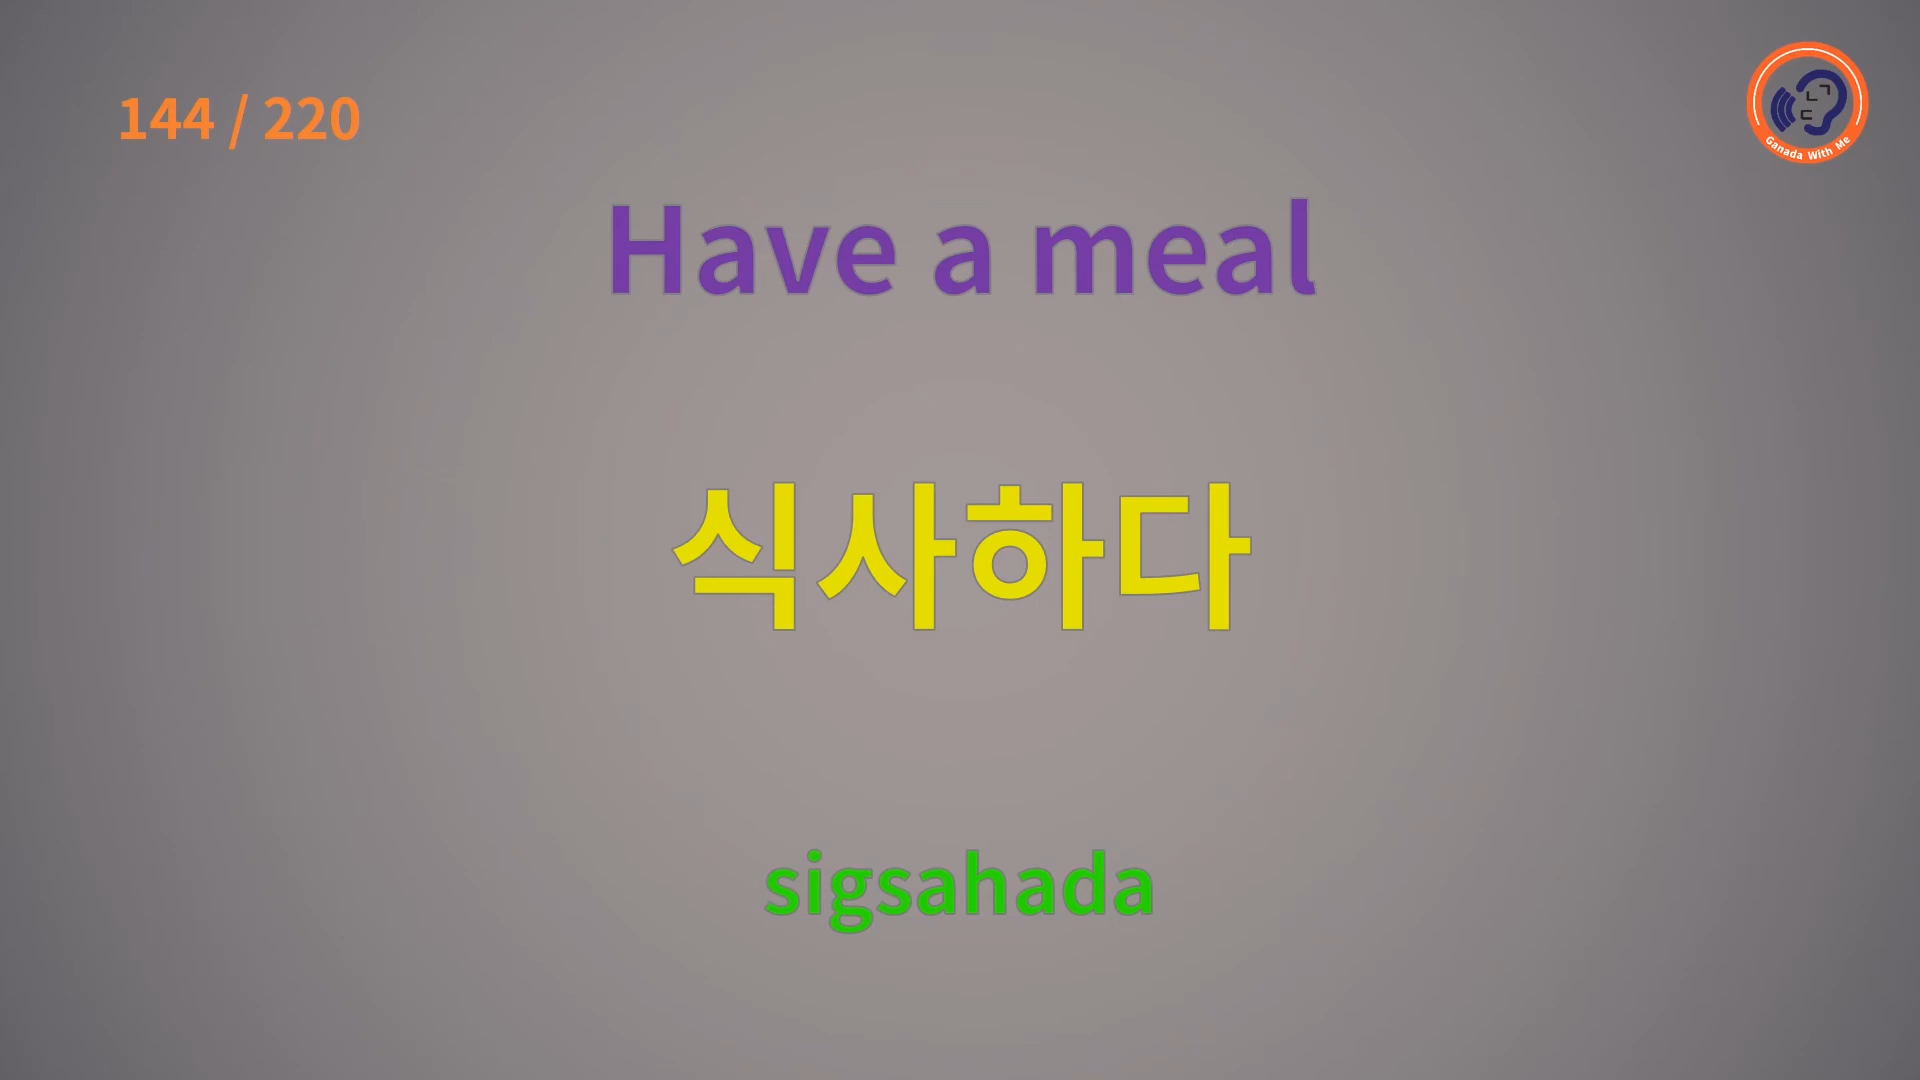 144 / 220
Ganada With Me
Have a meal
식사하다
sigsahada